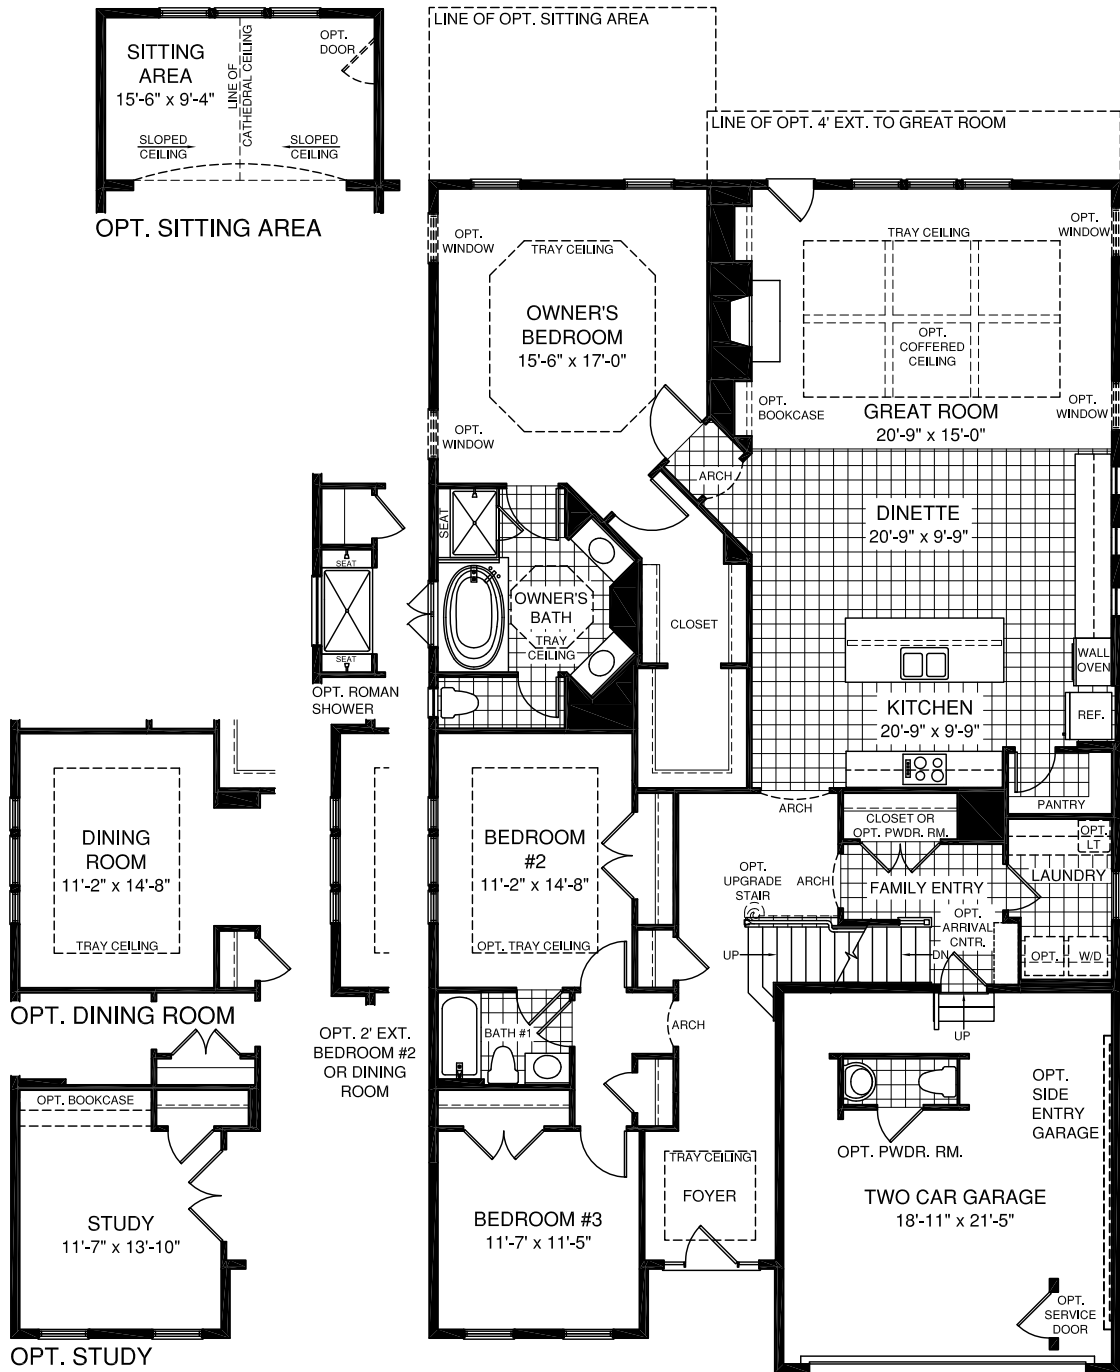 SITTING
AREA
15'-6" x 9'-4"
LINE OF
CATHEDRAL CEILING
OPT.
DOOR
SLOPED
CEILING
SLOPED
CEILING
OPT. SITTING AREA
LINE OF OPT. SITTING AREA
LINE OF OPT. 4' EXT. TO GREAT ROOM
OPT.
WINDOW
TRAY CEILING
OWNER'S
BEDROOM
15'-6" x 17'-0"
OPT.
WINDOW
TRAY CEILING
OPT.
WINDOW
OPT.
COFFERED
CEILING
OPT.
BOOKCASE
OPT.
WINDOW
GREAT ROOM
20'-9" x 15'-0"
ARCH
DINETTE
20'-9" x 9'-9"
SEAT
OWNER'S
BATH
TRAY
CEILING
CLOSET
WALL
OVEN
KITCHEN
20'-9" x 9'-9"
REF.
SEAT
SEAT
OPT. ROMAN
SHOWER
PANTRY
ARCH
DINING
ROOM
11'-2" x 14'-8"
TRAY CEILING
OPT. DINING ROOM
OPT. 2' EXT.
BEDROOM #2
OR DINING
ROOM
BEDROOM
#2
11'-2" x 14'-8"
OPT. TRAY CEILING
CLOSET OR
OPT. PWDR. RM.
OPT.
LT
LAUNDRY
OPT.
UPGRADE
STAIR
ARCH
FAMILY ENTRY
OPT.
ARRIVAL
CNTR.
UP
DN
OPT.
W/D
BATH #1
ARCH
UP
OPT.
SIDE
ENTRY
GARAGE
OPT. PWDR. RM.
OPT. BOOKCASE
STUDY
11'-7" x 13'-10"
OPT. STUDY
BEDROOM #3
11'-7' x 11'-5"
TRAY CEILING
FOYER
TWO CAR GARAGE
18'-11" x 21'-5"
OPT.
SERVICE
DOOR